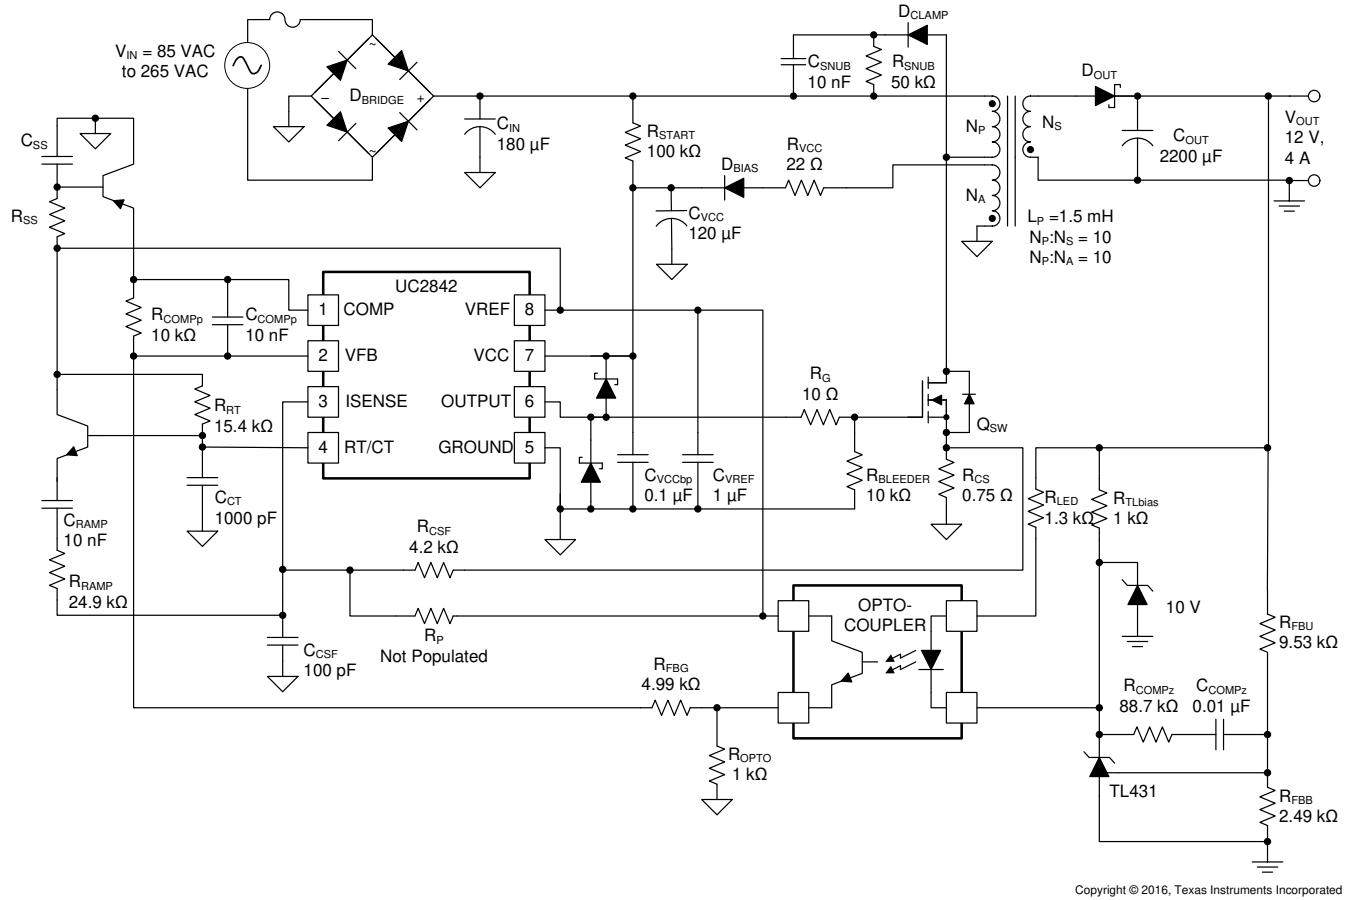 V_IN = 85 VAC
to 265 VAC
~
−
D_BRIDGE
+
~
C_IN
180 µF
D_CLAMP
C_SNUB
10 nF
R_SNUB
50 kΩ
R_START
100 kΩ
R_VCC
22 Ω
D_BIAS
C_VCC
120 µF
N_P
N_S
N_A
L_P =1.5 mH
N_P:N_S = 10
N_P:N_A = 10
D_OUT
C_OUT
2200 µF
V_OUT
12 V,
4 A
C_SS
R_SS
R_COMPp
10 kΩ
C_COMPp
10 nF
UC2842
1 COMP
2 VFB
3 ISENSE
4 RT/CT
VREF 8
VCC 7
OUTPUT 6
GROUND 5
R_RT
15.4 kΩ
C_CT
1000 pF
C_RAMP
10 nF
R_RAMP
24.9 kΩ
C_CSF
100 pF
R_CSF
4.2 kΩ
R_P
Not Populated
C_VCCbp
0.1 µF
C_VREF
1 µF
R_G
10 Ω
R_BLEEDER
10 kΩ
Q_SW
R_CS
0.75 Ω
R_LED
1.3 kΩ
R_TLbias
1 kΩ
10 V
OPTO-
COUPLER
R_FBG
4.99 kΩ
R_OPTO
1 kΩ
R_COMPz
88.7 kΩ
C_COMPz
0.01 µF
R_FBU
9.53 kΩ
TL431
R_FBB
2.49 kΩ
Copyright © 2016, Texas Instruments Incorporated